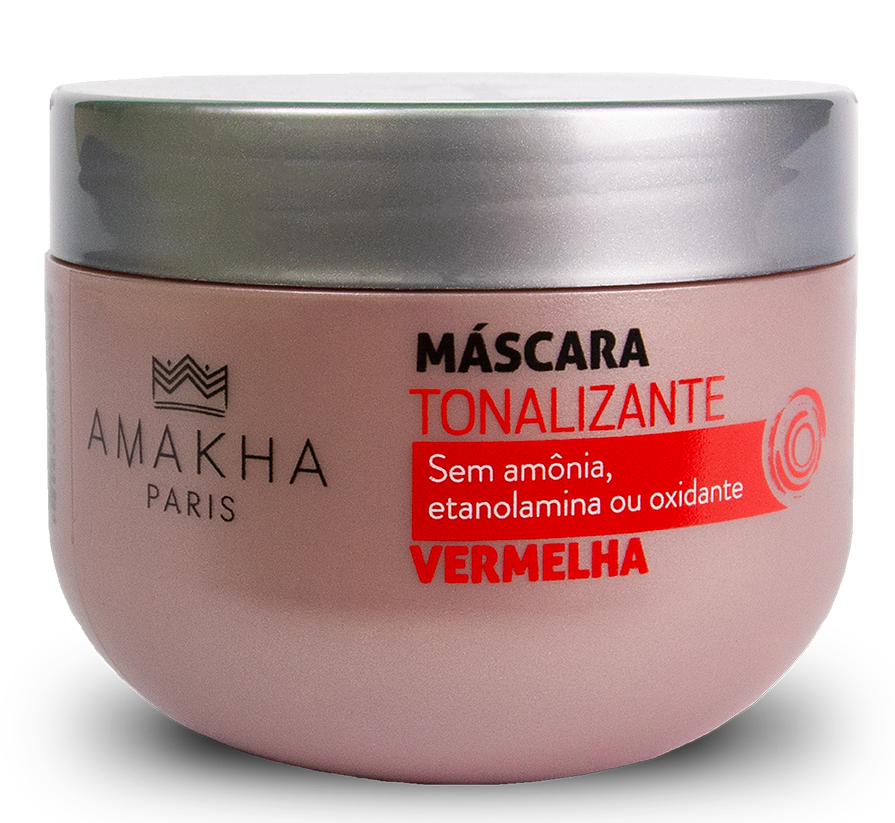 AMAKHA
PARIS
MÁSCARA
TONALIZANTE
Sem amônia,
etanolamina ou oxidante
VERMELHA